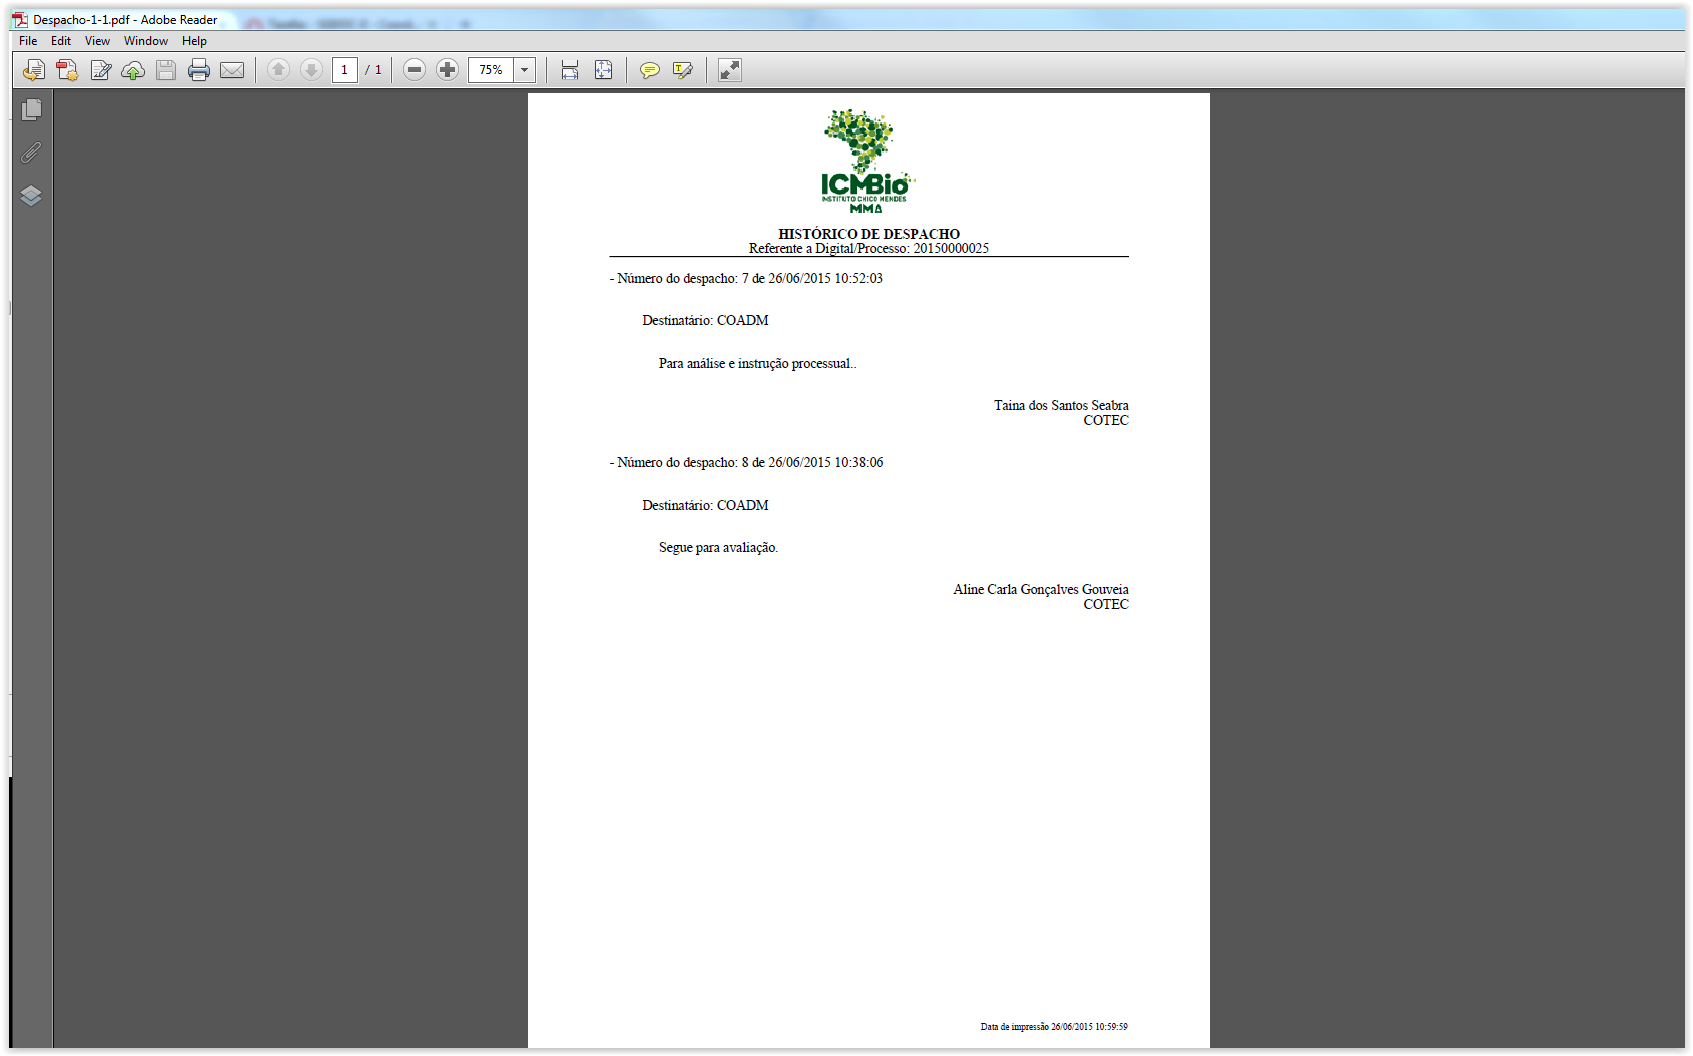 Despacho-1-1.pdf - Adobe Reader
File Edit View Window Help
1 / 1 75%
ICMBio
INSTITUTO CHICO MENDES
MMA
HISTÓRICO DE DESPACHO
Referente a Digital/Processo: 20150000025
- Número do despacho: 7 de 26/06/2015 10:52:03
Destinatário: COADM
Para análise e instrução processual..
Taina dos Santos Seabra
COTEC
- Número do despacho: 8 de 26/06/2015 10:38:06
Destinatário: COADM
Segue para avaliação.
Aline Carla Gonçalves Gouveia
COTEC
Data de impressão 26/06/2015 10:59:59